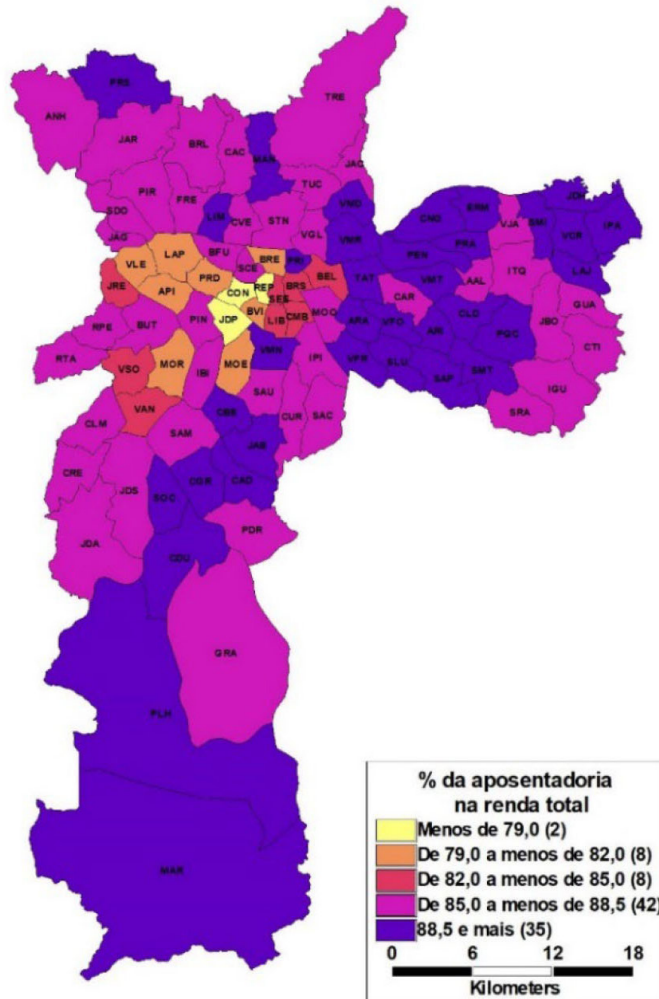 PRS
ANH
TRE
JAR
BRL
CAC
MAN
JAC
TUC
PIR
FRE
SDO
LIM
CVE
STN
VMD
CNG
ERM
VJA
JDH
BMI
IPA
VCR
JAG
VGL
VMR
PRA
PEN
LAP
BFU
BRE
PRI
VLE
SCE
ITQ
LAJ
PRD
BEL
TAT
VMT
AAL
JRE
API
CON
REP
BRS
SEE
CAR
GUA
BVI
LIB
CMB
MOO
CLD
RPE
BUT
PIN
JDP
ARA
VFO
ARI
PQC
JBO
CTI
RTA
VMN
IPI
VPR
VSO
MOR
IBI
MOE
SLU
SAP
SMT
IGU
SAU
VAN
CUR
SAC
SRA
CLM
SAM
JAB
CRE
JDS
CGR
CAD
SOC
JDA
PDR
CDU
GRA
PLH
MAR
% da aposentadoria
na renda total
Menos de 79,0 (2)
De 79,0 a menos de 82,0 (8)
De 82,0 a menos de 85,0 (8)
De 85,0 a menos de 88,5 (42)
88,5 e mais (35)
0 6 12 18
Kilometers